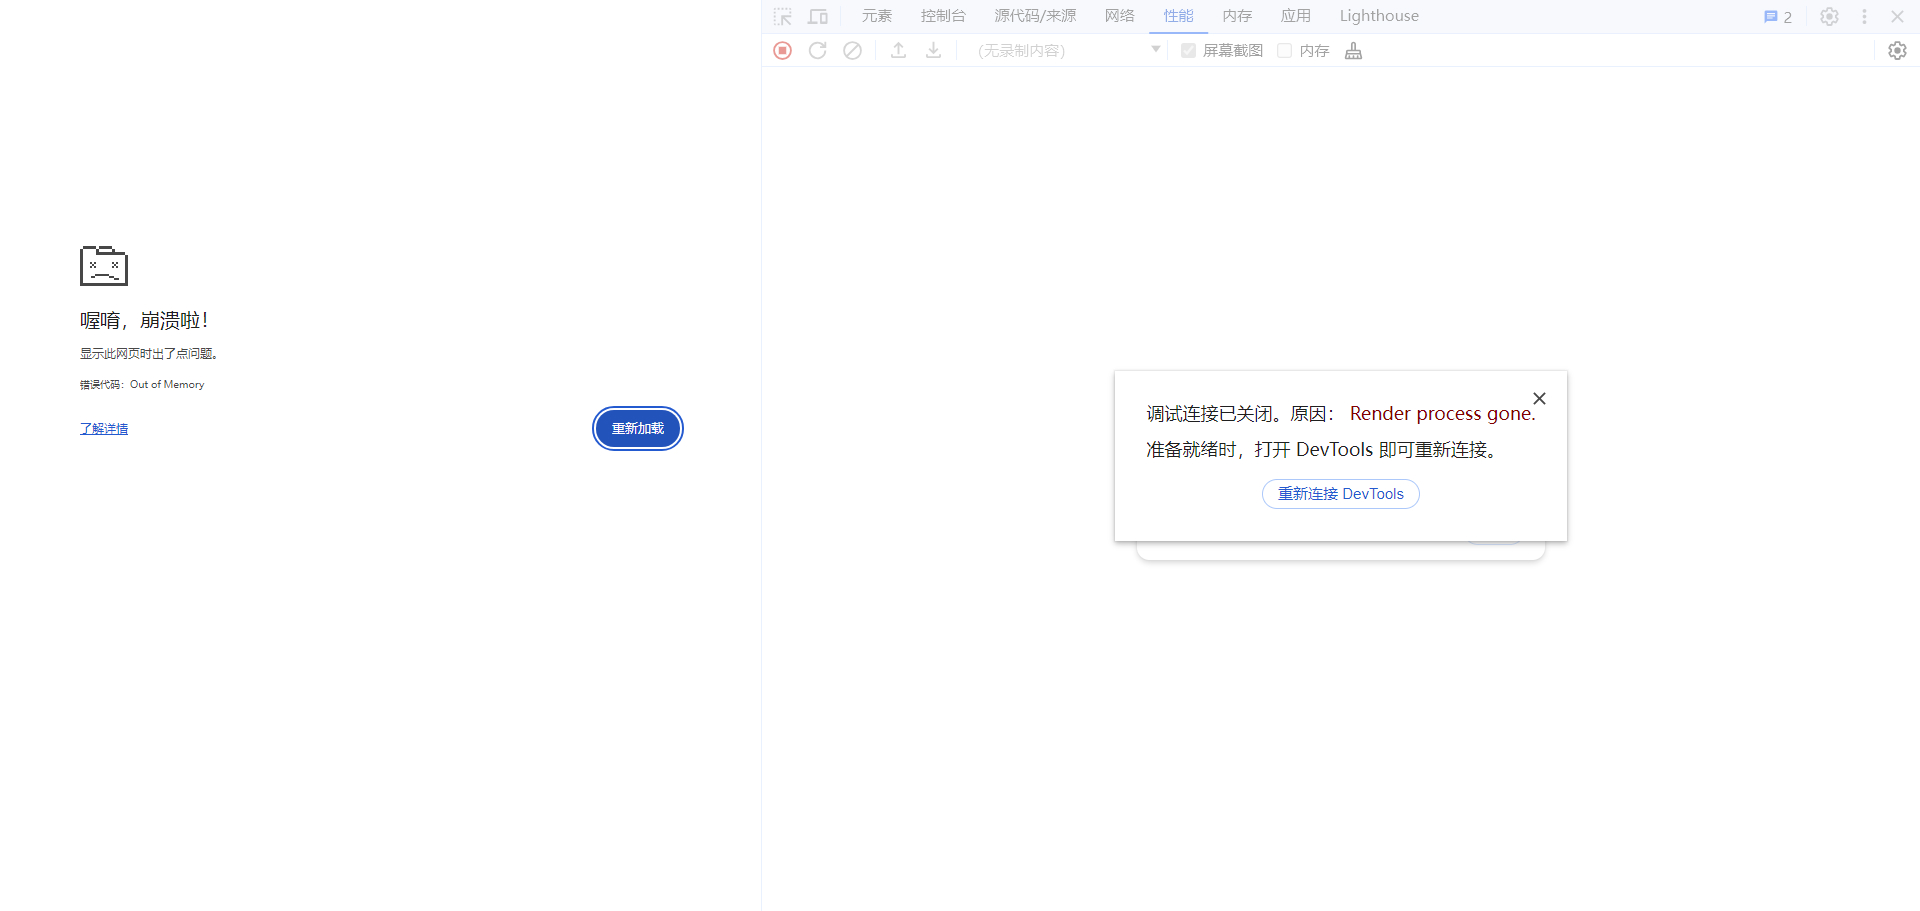 喔唷，崩溃啦！
显示此网页时出了点问题。
错误代码：Out of Memory
了解详情
重新加载
元素 控制台 源代码/来源 网络 性能 内存 应用 Lighthouse 2
(无录制内容) 屏幕截图 内存
调试连接已关闭。原因： Render process gone.
准备就绪时，打开 DevTools 即可重新连接。
重新连接 DevTools